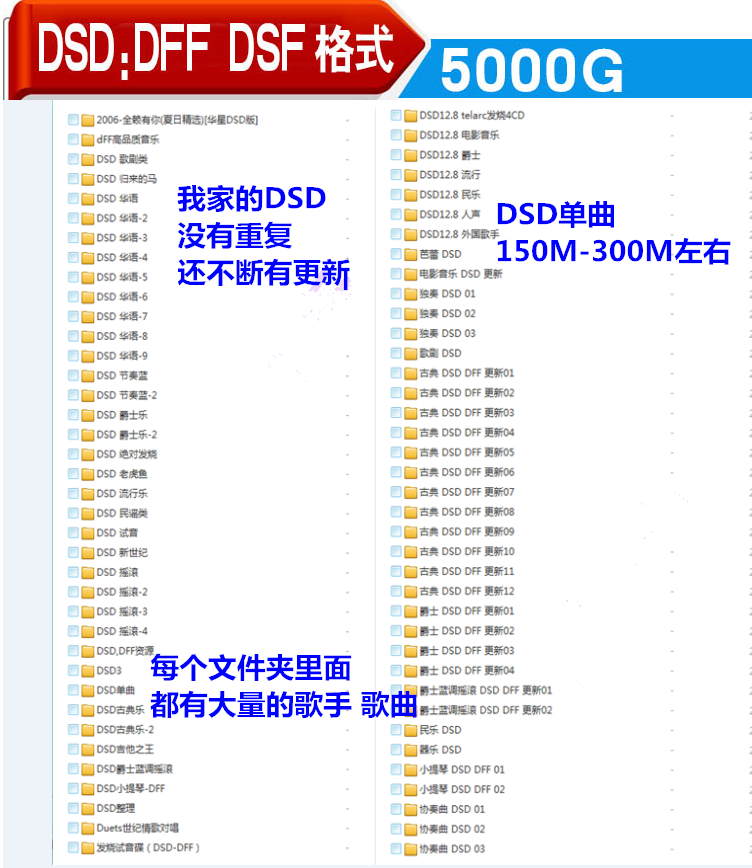 DSD:DFF DSF 格式
5000G
2006-全赖有你(夏日精选)[华星DSD版]
dFF高品质音乐
DSD 歌剧类
DSD 归来的马
DSD 华语
DSD 华语-2
DSD 华语-3
DSD 华语-4
DSD 华语-5
DSD 华语-6
DSD 华语-7
DSD 华语-8
DSD 华语-9
DSD 节奏蓝
DSD 节奏蓝-2
DSD 爵士乐
DSD 爵士乐-2
DSD 绝对发烧
DSD 老虎鱼
DSD 流行乐
DSD 民谣类
DSD 试音
DSD 新世纪
DSD 摇滚
DSD 摇滚-2
DSD 摇滚-3
DSD 摇滚-4
DSD,DFF资源
DSD3
DSD单曲
DSD古典乐
DSD古典乐-2
DSD吉他之王
DSD爵士蓝调摇滚
DSD小提琴-DFF
DSD整理
Duets世纪情歌对唱
发烧试音碟（DSD-DFF）
我家的DSD
没有重复
还不断有更新
每个文件夹里面
都有大量的歌手 歌曲
DSD12.8 telarc发烧4CD
DSD12.8 电影音乐
DSD12.8 爵士
DSD12.8 流行
DSD12.8 民乐
DSD12.8 人声
DSD12.8 外国歌手
芭蕾 DSD
电影音乐 DSD 更新
独奏 DSD 01
独奏 DSD 02
独奏 DSD 03
歌剧 DSD
古典 DSD DFF 更新01
古典 DSD DFF 更新02
古典 DSD DFF 更新03
古典 DSD DFF 更新04
古典 DSD DFF 更新05
古典 DSD DFF 更新06
古典 DSD DFF 更新07
古典 DSD DFF 更新08
古典 DSD DFF 更新09
古典 DSD DFF 更新10
古典 DSD DFF 更新11
古典 DSD DFF 更新12
爵士 DSD DFF 更新01
爵士 DSD DFF 更新02
爵士 DSD DFF 更新03
爵士 DSD DFF 更新04
爵士蓝调摇滚 DSD DFF 更新01
爵士蓝调摇滚 DSD DFF 更新02
民乐 DSD
器乐 DSD
小提琴 DSD DFF 01
小提琴 DSD DFF 02
协奏曲 DSD 01
协奏曲 DSD 02
协奏曲 DSD 03
DSD单曲
150M-300M左右